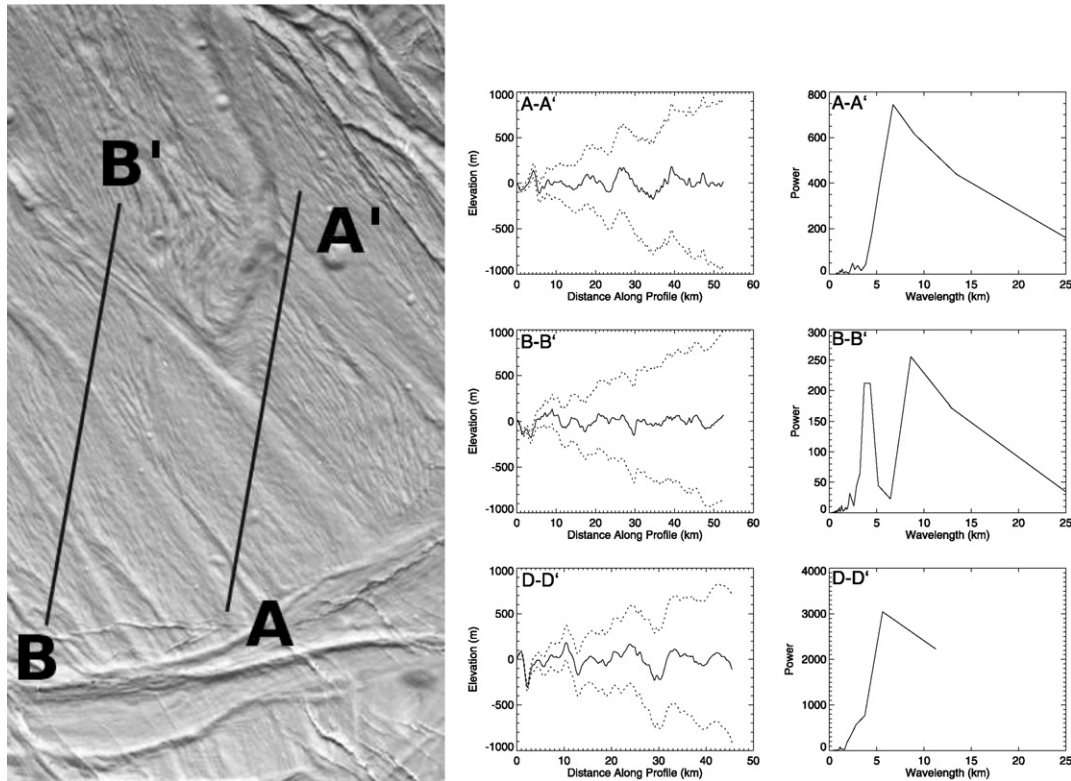 B'
A'
B
A
A-A'
Elevation (m)
1000
500
0
-500
-1000
0 10 20 30 40 50 60
Distance Along Profile (km)
A-A'
Power
800
600
400
200
0
0 5 10 15 20 25
Wavelength (km)
B-B'
Elevation (m)
1000
500
0
-500
-1000
0 10 20 30 40 50 60
Distance Along Profile (km)
B-B'
Power
300
250
200
150
100
50
0
0 5 10 15 20 25
Wavelength (km)
D-D'
Elevation (m)
1000
500
0
-500
-1000
0 10 20 30 40 50
Distance Along Profile (km)
D-D'
Power
4000
3000
2000
1000
0
0 5 10 15 20 25
Wavelength (km)